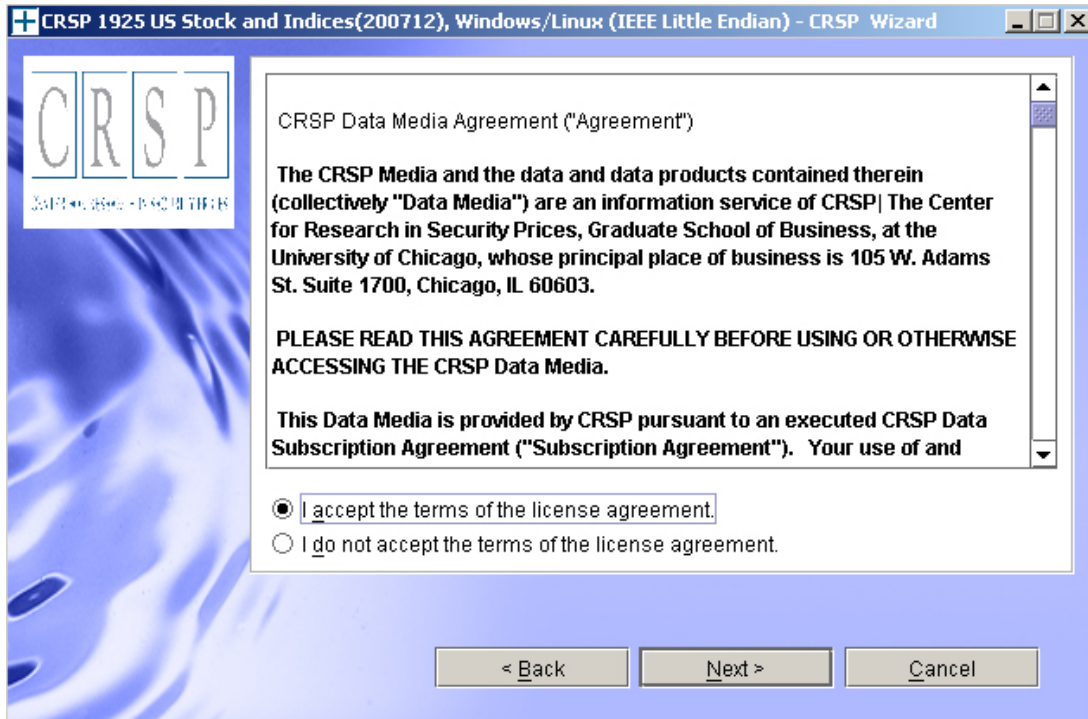 CRSP 1925 US Stock and Indices(200712), Windows/Linux (IEEE Little Endian) - CRSP Wizard
CRSP
CRSP Data Media Agreement ("Agreement")
The CRSP Media and the data and data products contained therein
(collectively "Data Media") are an information service of CRSP| The Center
for Research in Security Prices, Graduate School of Business, at the
University of Chicago, whose principal place of business is 105 W. Adams
St. Suite 1700, Chicago, IL 60603.
PLEASE READ THIS AGREEMENT CAREFULLY BEFORE USING OR OTHERWISE
ACCESSING THE CRSP Data Media.
This Data Media is provided by CRSP pursuant to an executed CRSP Data
Subscription Agreement ("Subscription Agreement"). Your use of and
I accept the terms of the license agreement.
I do not accept the terms of the license agreement.
< Back
Next >
Cancel